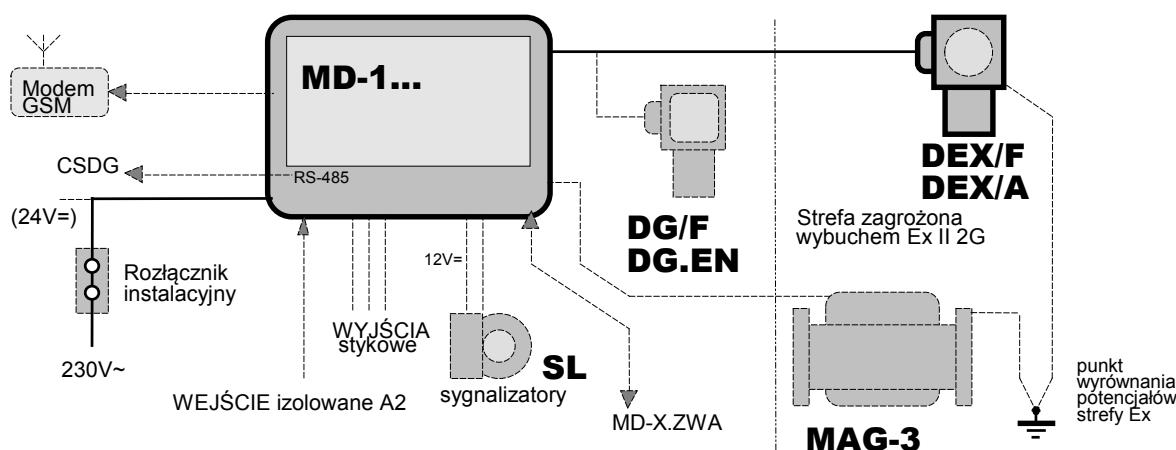 MD-1...
Modem
GSM
CSDG
RS-485
(24V=)
Rozłącznik
instalacyjny
230V~
WEJŚCIE izolowane A2
WYJŚCIA
stykowe
12V=
SL
sygnalizatory
MD-X.ZWA
DG/F
DG.EN
DEX/F
DEX/A
Strefa zagrożona
wybuchem Ex II 2G
MAG-3
punkt
wyrównania
potencjałów
strefy Ex